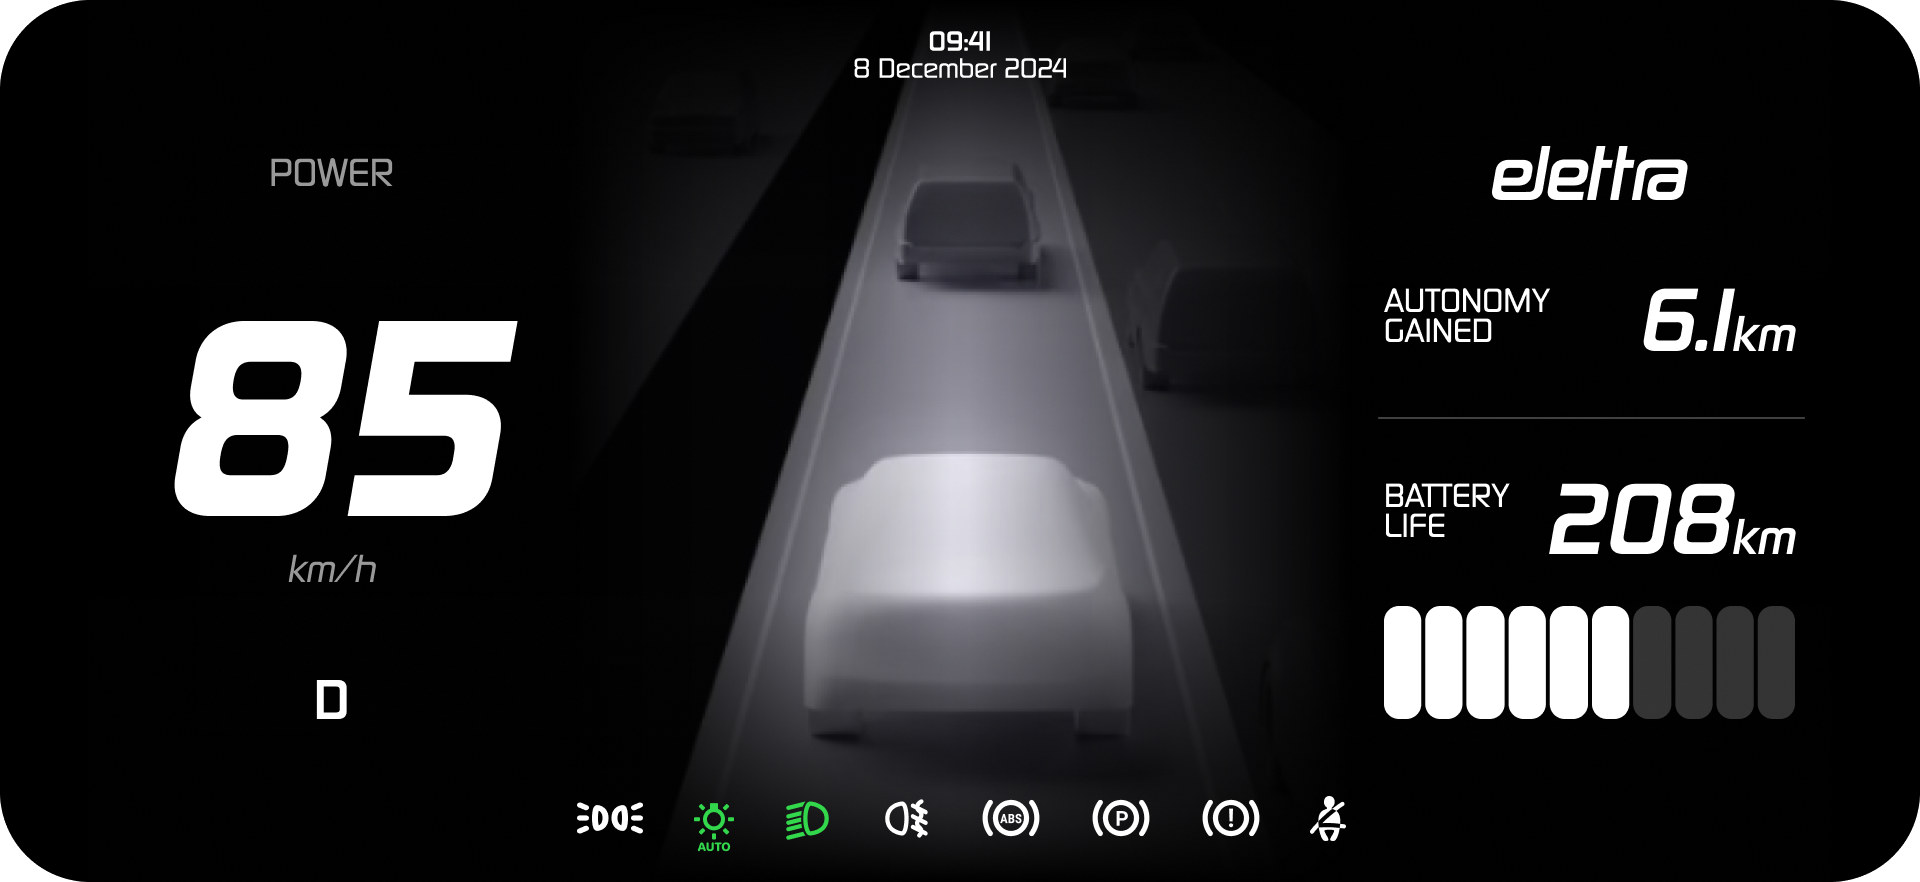 09:41
8 December 2024
POWER
85
km/h
D
elettra
AUTONOMY
GAINED
6.1km
BATTERY
LIFE
208km
AUTO
ABS
P
!